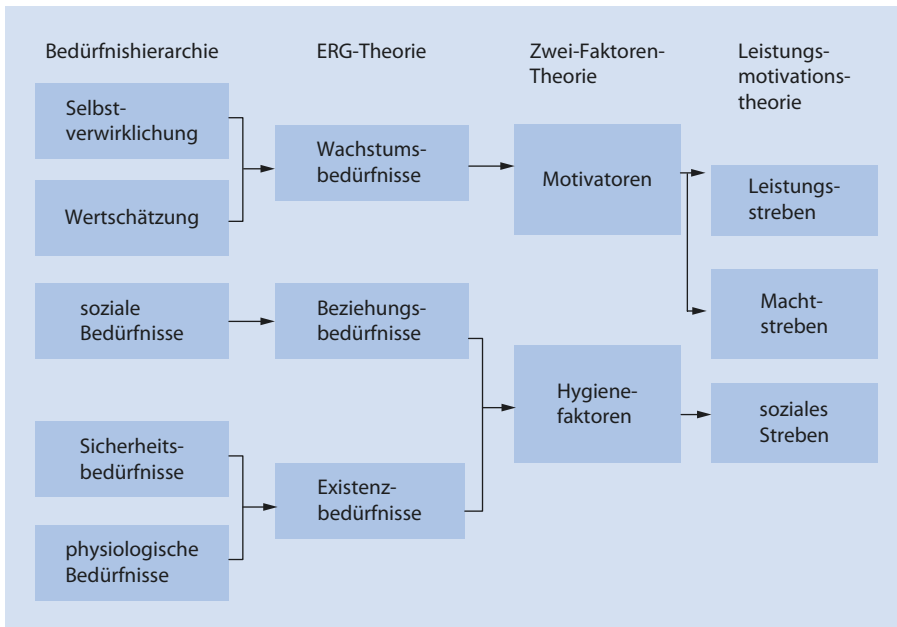 Bedürfnishierarchie
ERG-Theorie
Zwei-Faktoren-
Theorie
Leistungs-
motivations-
theorie
Selbst-
verwirklichung
Wertschätzung
soziale
Bedürfnisse
Sicherheits-
bedürfnisse
physiologische
Bedürfnisse
Wachstums-
bedürfnisse
Beziehungs-
bedürfnisse
Existenz-
bedürfnisse
Motivatoren
Hygiene-
faktoren
Leistungs-
streben
Macht-
streben
soziales
Streben